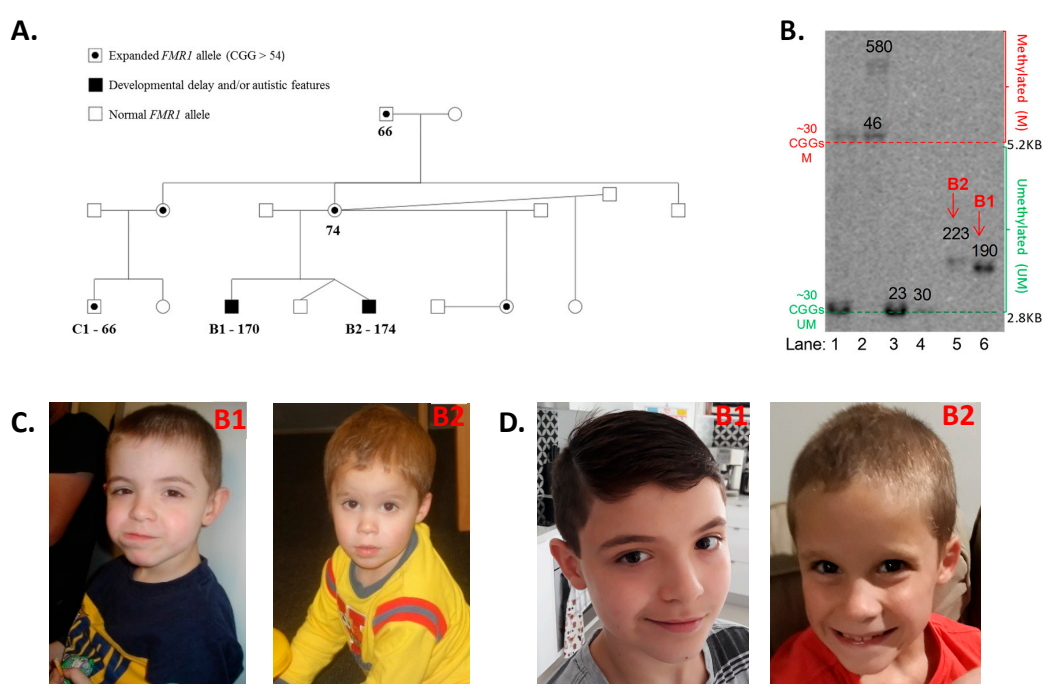 A.
Expanded FMR1 allele (CGG > 54)
Developmental delay and/or autistic features
Normal FMR1 allele
66
74
C1 - 66
B1 - 170
B2 - 174
B.
580
46
~30
CGGs
M
Methylated (M)
5.2KB
B2
B1
223
190
Umethylated (UM)
23
30
~30
CGGs
UM
2.8KB
Lane: 1 2 3 4 5 6
C.
B1
B2
D.
B1
B2